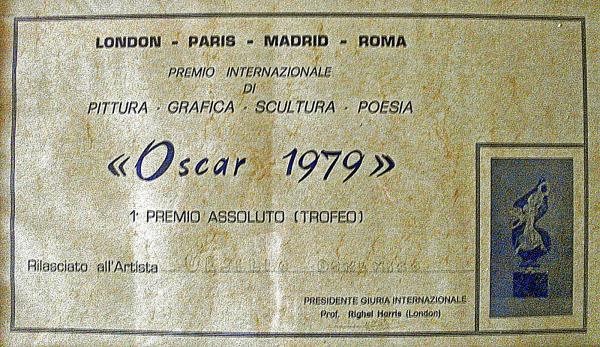 LONDON - PARIS - MADRID - ROMA
PREMIO INTERNAZIONALE
DI
PITTURA - GRAFICA - SCULTURA - POESIA
«Oscar 1979»
1° PREMIO ASSOLUTO (TROFEO)
Rilasciato all'Artista
PRESIDENTE GIURIA INTERNAZIONALE
Prof. Righel Harris (London)